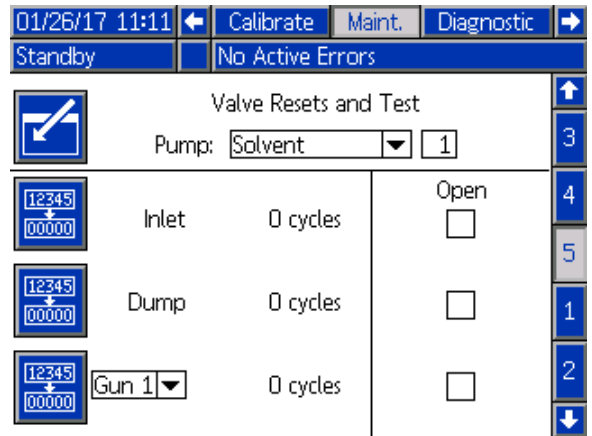 01/26/17 11:11 Calibrate Maint. Diagnostic
Standby No Active Errors
Valve Resets and Test
Pump: Solvent 1
3
Open
12345
00000
Inlet 0 cycles
4
5
12345
00000
Dump 0 cycles
1
12345
00000
Gun 1 0 cycles
2